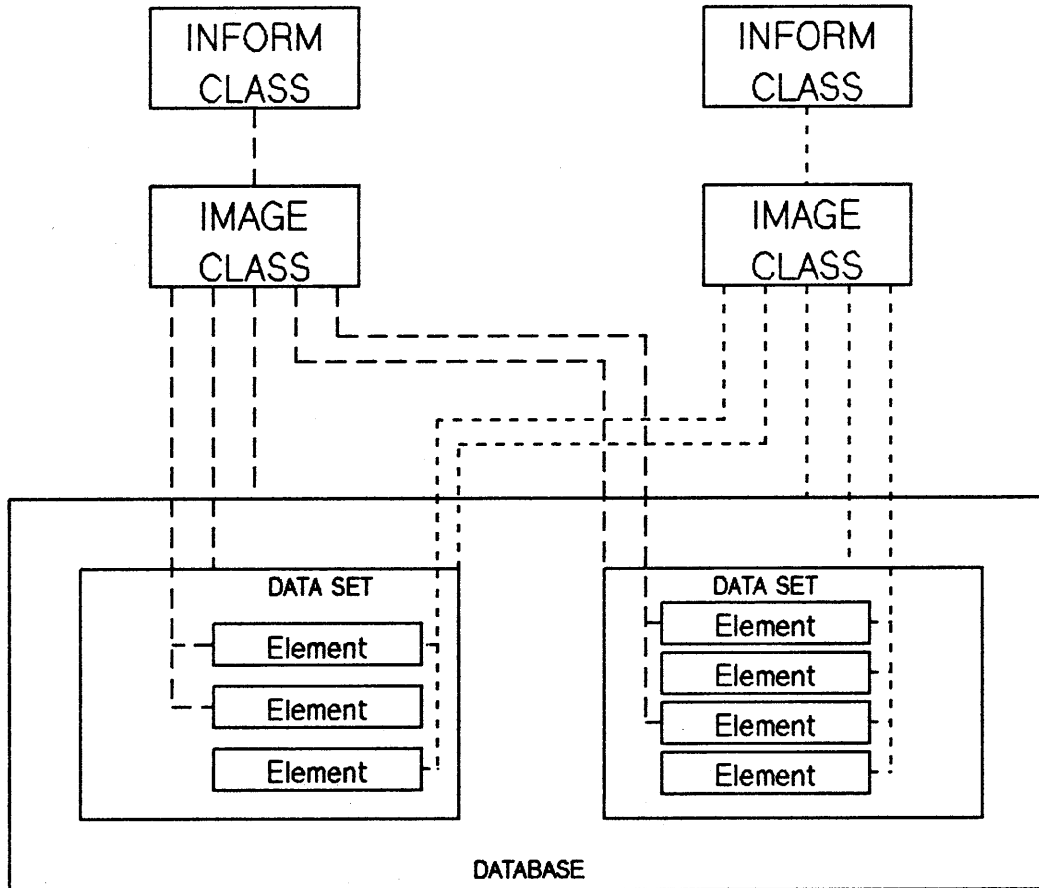 INFORM
CLASS
INFORM
CLASS
IMAGE
CLASS
IMAGE
CLASS
DATA SET
Element
Element
Element
DATA SET
Element
Element
Element
Element
DATABASE